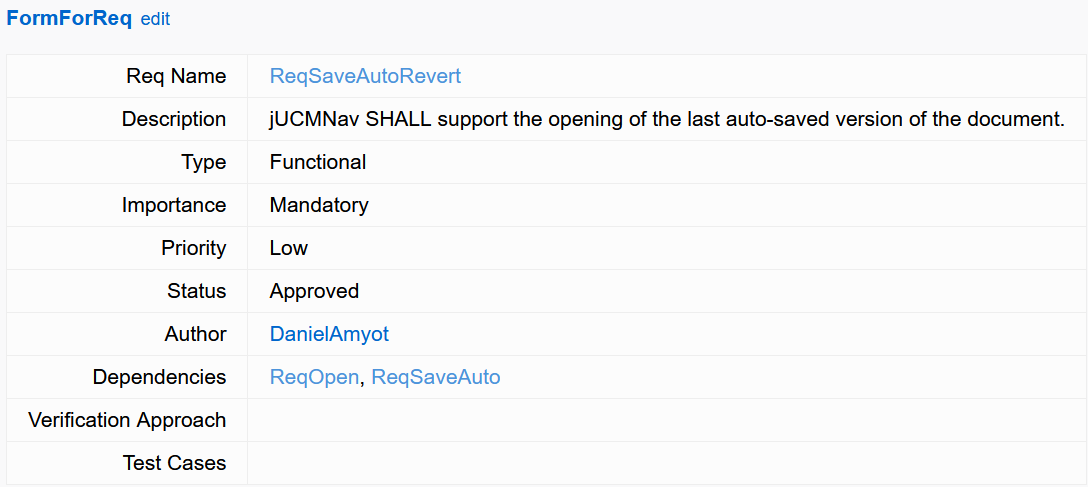 FormForReq edit
Req Name ReqSaveAutoRevert
Description jUCMNav SHALL support the opening of the last auto-saved version of the document.
Type Functional
Importance Mandatory
Priority Low
Status Approved
Author DanielAmyot
Dependencies ReqOpen, ReqSaveAuto
Verification Approach
Test Cases